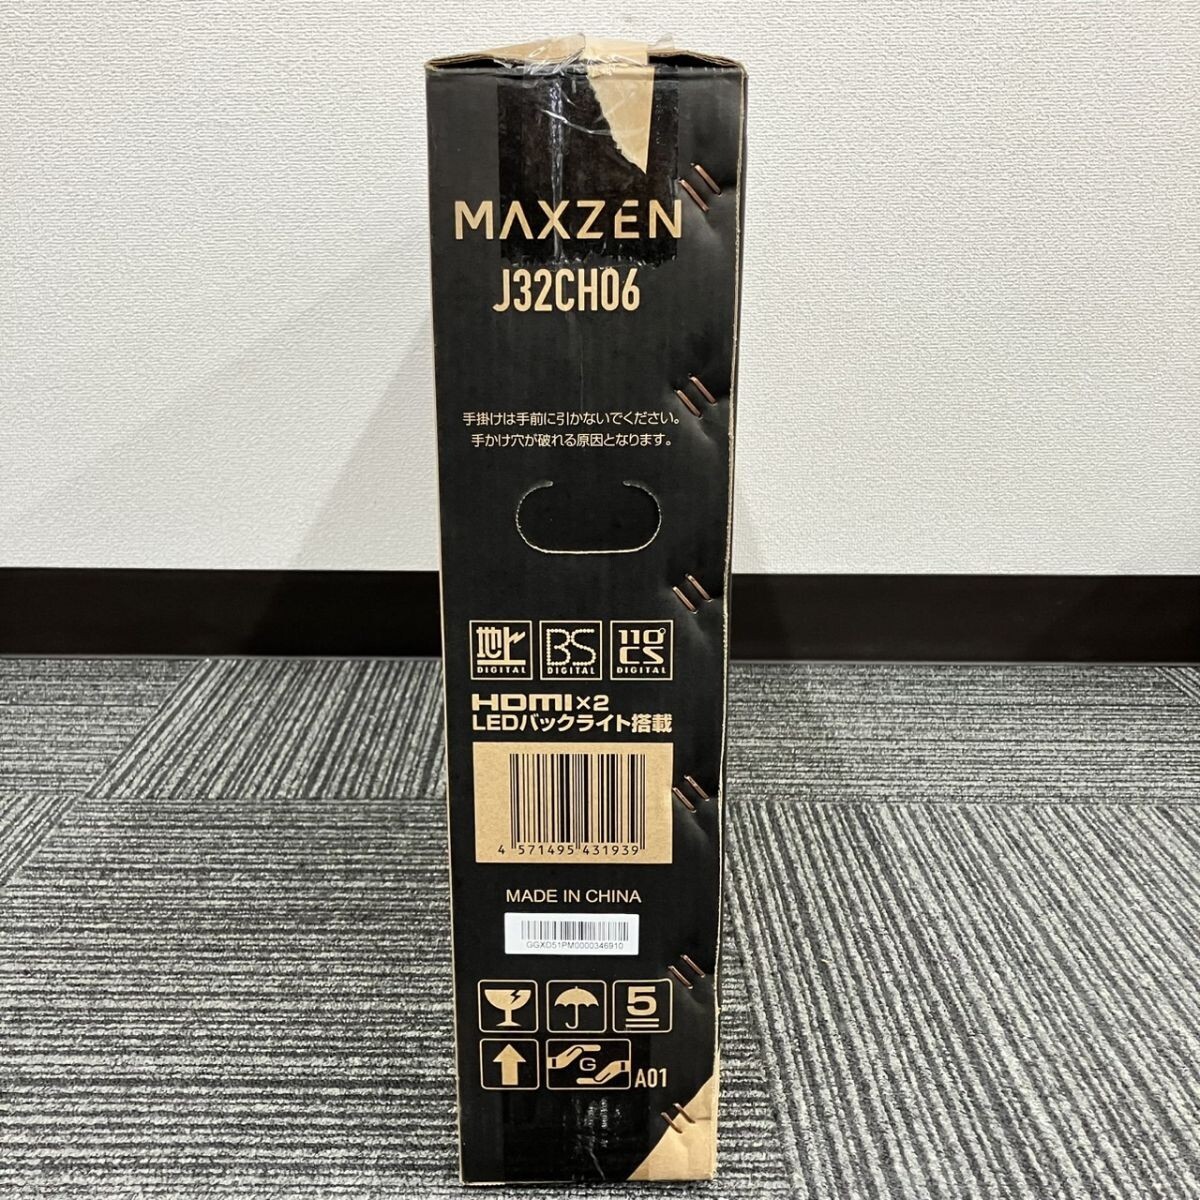 MAXZEN
J32CH06
手掛けは手前に引かないでください。
手かけ穴が破れる原因となります。
地上 BS 110°
CS
DIGITAL DIGITAL DIGITAL
HDMI×2
LEDバックライト搭載
4 571495 431939
MADE IN CHINA
GGXD51PM0000346910
5
G A01